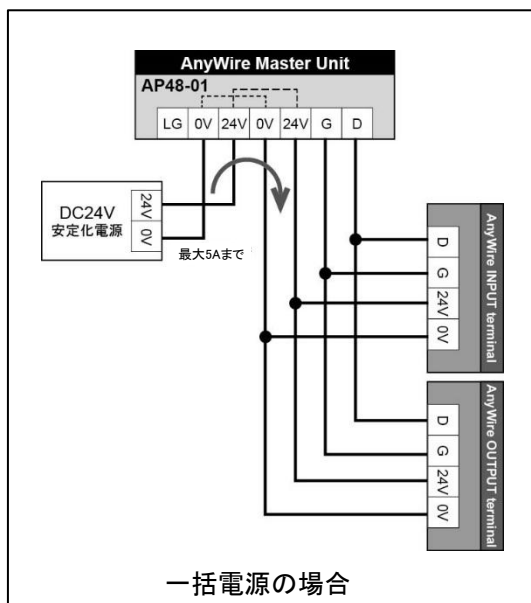 AnyWire Master Unit
AP48-01
LG 0V 24V 0V 24V G D
DC24V
安定化電源
24V
0V
最大5Aまで
D
G
24V
0V
AnyWire INPUT terminal
D
G
24V
0V
AnyWire OUTPUT terminal
一括電源の場合